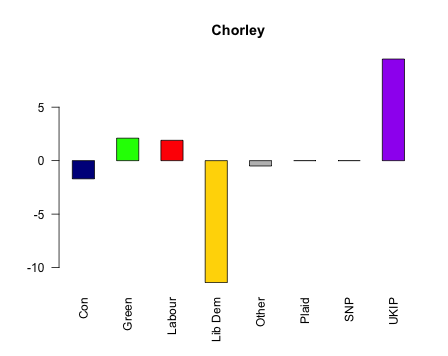 Chorley
5
0
-5
-10
Con
Green
Labour
Lib Dem
Other
Plaid
SNP
UKIP